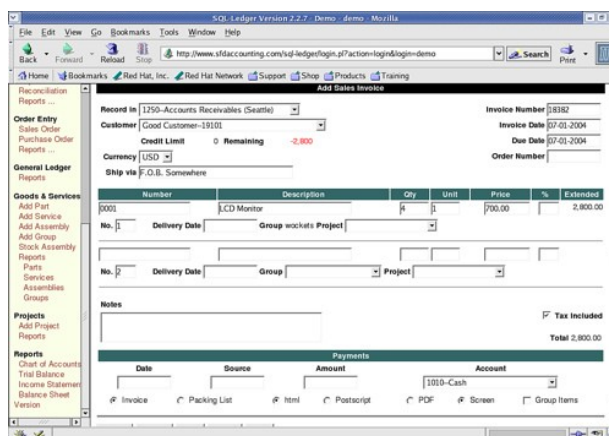 SQL-Ledger Version 2.2.7 - Demo - demo - Mozilla
File Edit View Go Bookmarks Tools Window Help
Back Forward Reload Stop http://www.sfdaccounting.com/sql-ledger/login.pl?action=login&login=demo Search Print
Home Bookmarks Red Hat, Inc. Red Hat Network Support Shop Products Training
Reconciliation
Reports ...
Order Entry
Sales Order
Purchase Order
Reports ...
General Ledger
Reports
Goods & Services
Add Part
Add Service
Add Assembly
Add Group
Stock Assembly
Reports
Parts
Services
Assemblies
Groups
Projects
Add Project
Reports
Reports
Chart of Accounts
Trial Balance
Income Statemen
Balance Sheet
Version
Add Sales Invoice
Record in 1250--Accounts Receivables (Seattle) Invoice Number 18382
Customer Good Customer--19101 Invoice Date 07-01-2004
Credit Limit 0 Remaining -2,800 Due Date 07-01-2004
Currency USD Order Number
Ship via F.O.B. Somewhere
Number Description Qty Unit Price % Extended
0001 LCD Monitor 4 1 700.00 2,800.00
No. 1 Delivery Date Group wockets Project
No. 2 Delivery Date Group Project
Notes
Tax Included
Total 2,800.00
Payments
Date Source Amount Account
1010--Cash
Invoice Packing List html Postscript PDF Screen Group Items